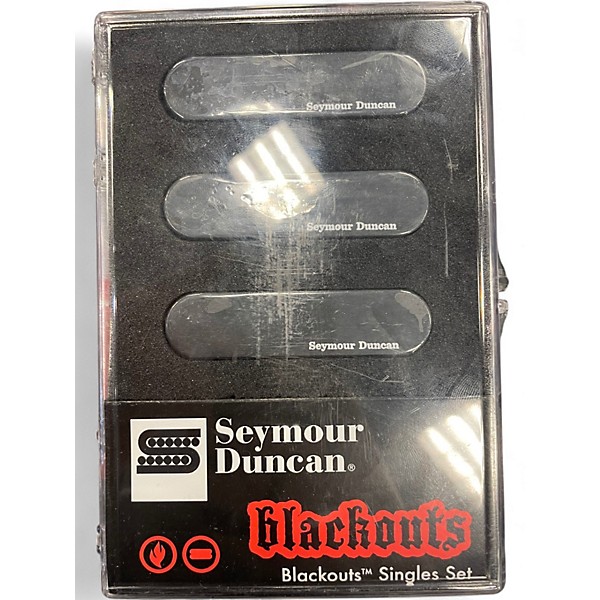 Seymour Duncan
Seymour Duncan
Seymour Duncan
Seymour
Duncan®
blackouts
Blackouts™ Singles Set